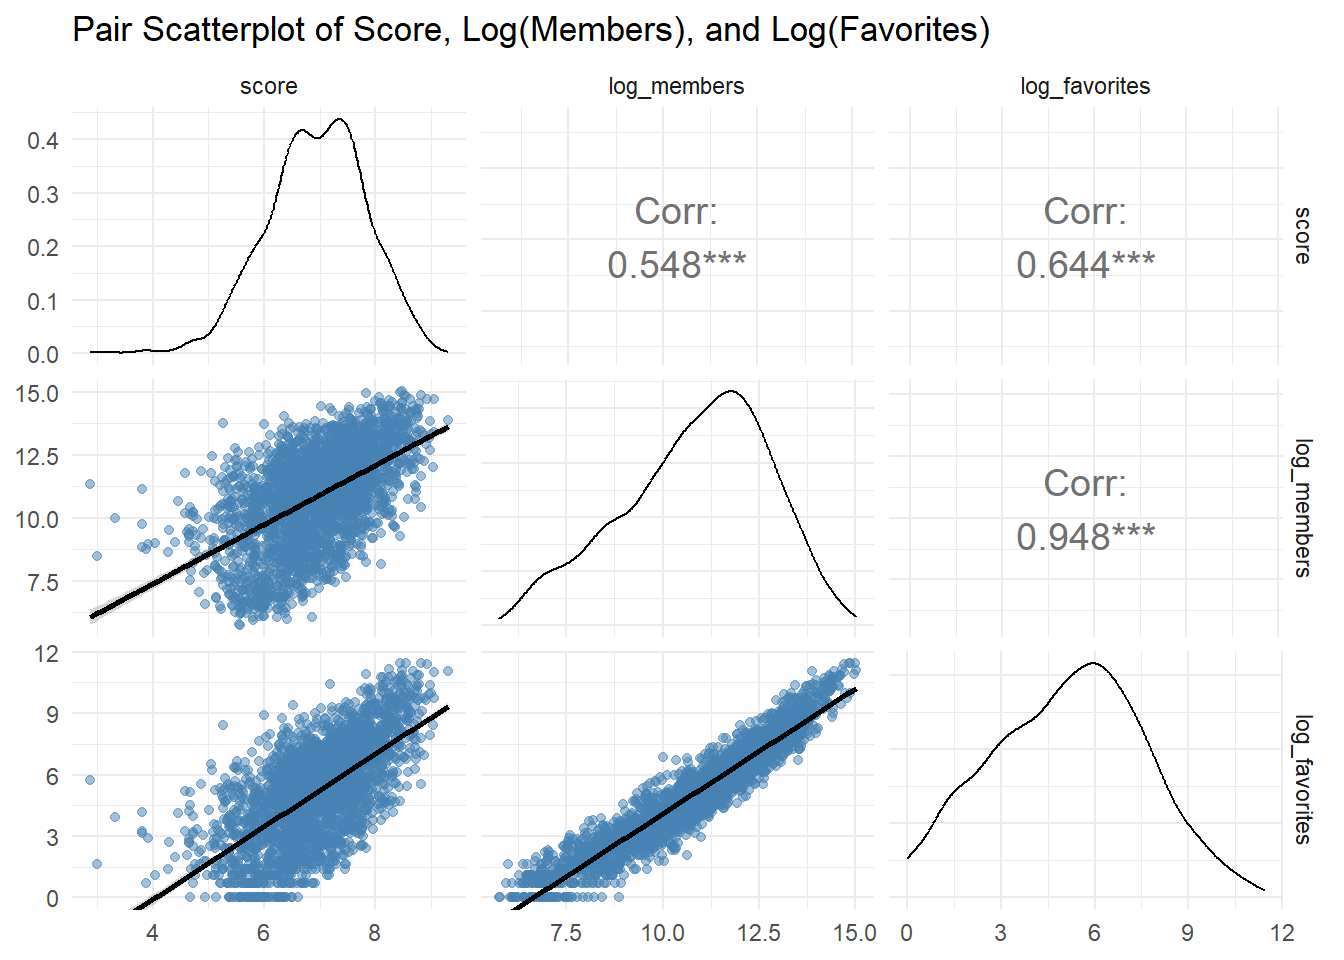 Pair Scatterplot of Score, Log(Members), and Log(Favorites)
score log_members log_favorites
0.4
0.3
0.2
0.1
0.0
Corr:
0.548***
Corr:
0.644***
score
15.0
12.5
10.0
7.5
Corr:
0.948***
log_members
12
9
6
3
0
log_favorites
4 6 8
7.5 10.0 12.5 15.0
0 3 6 9 12